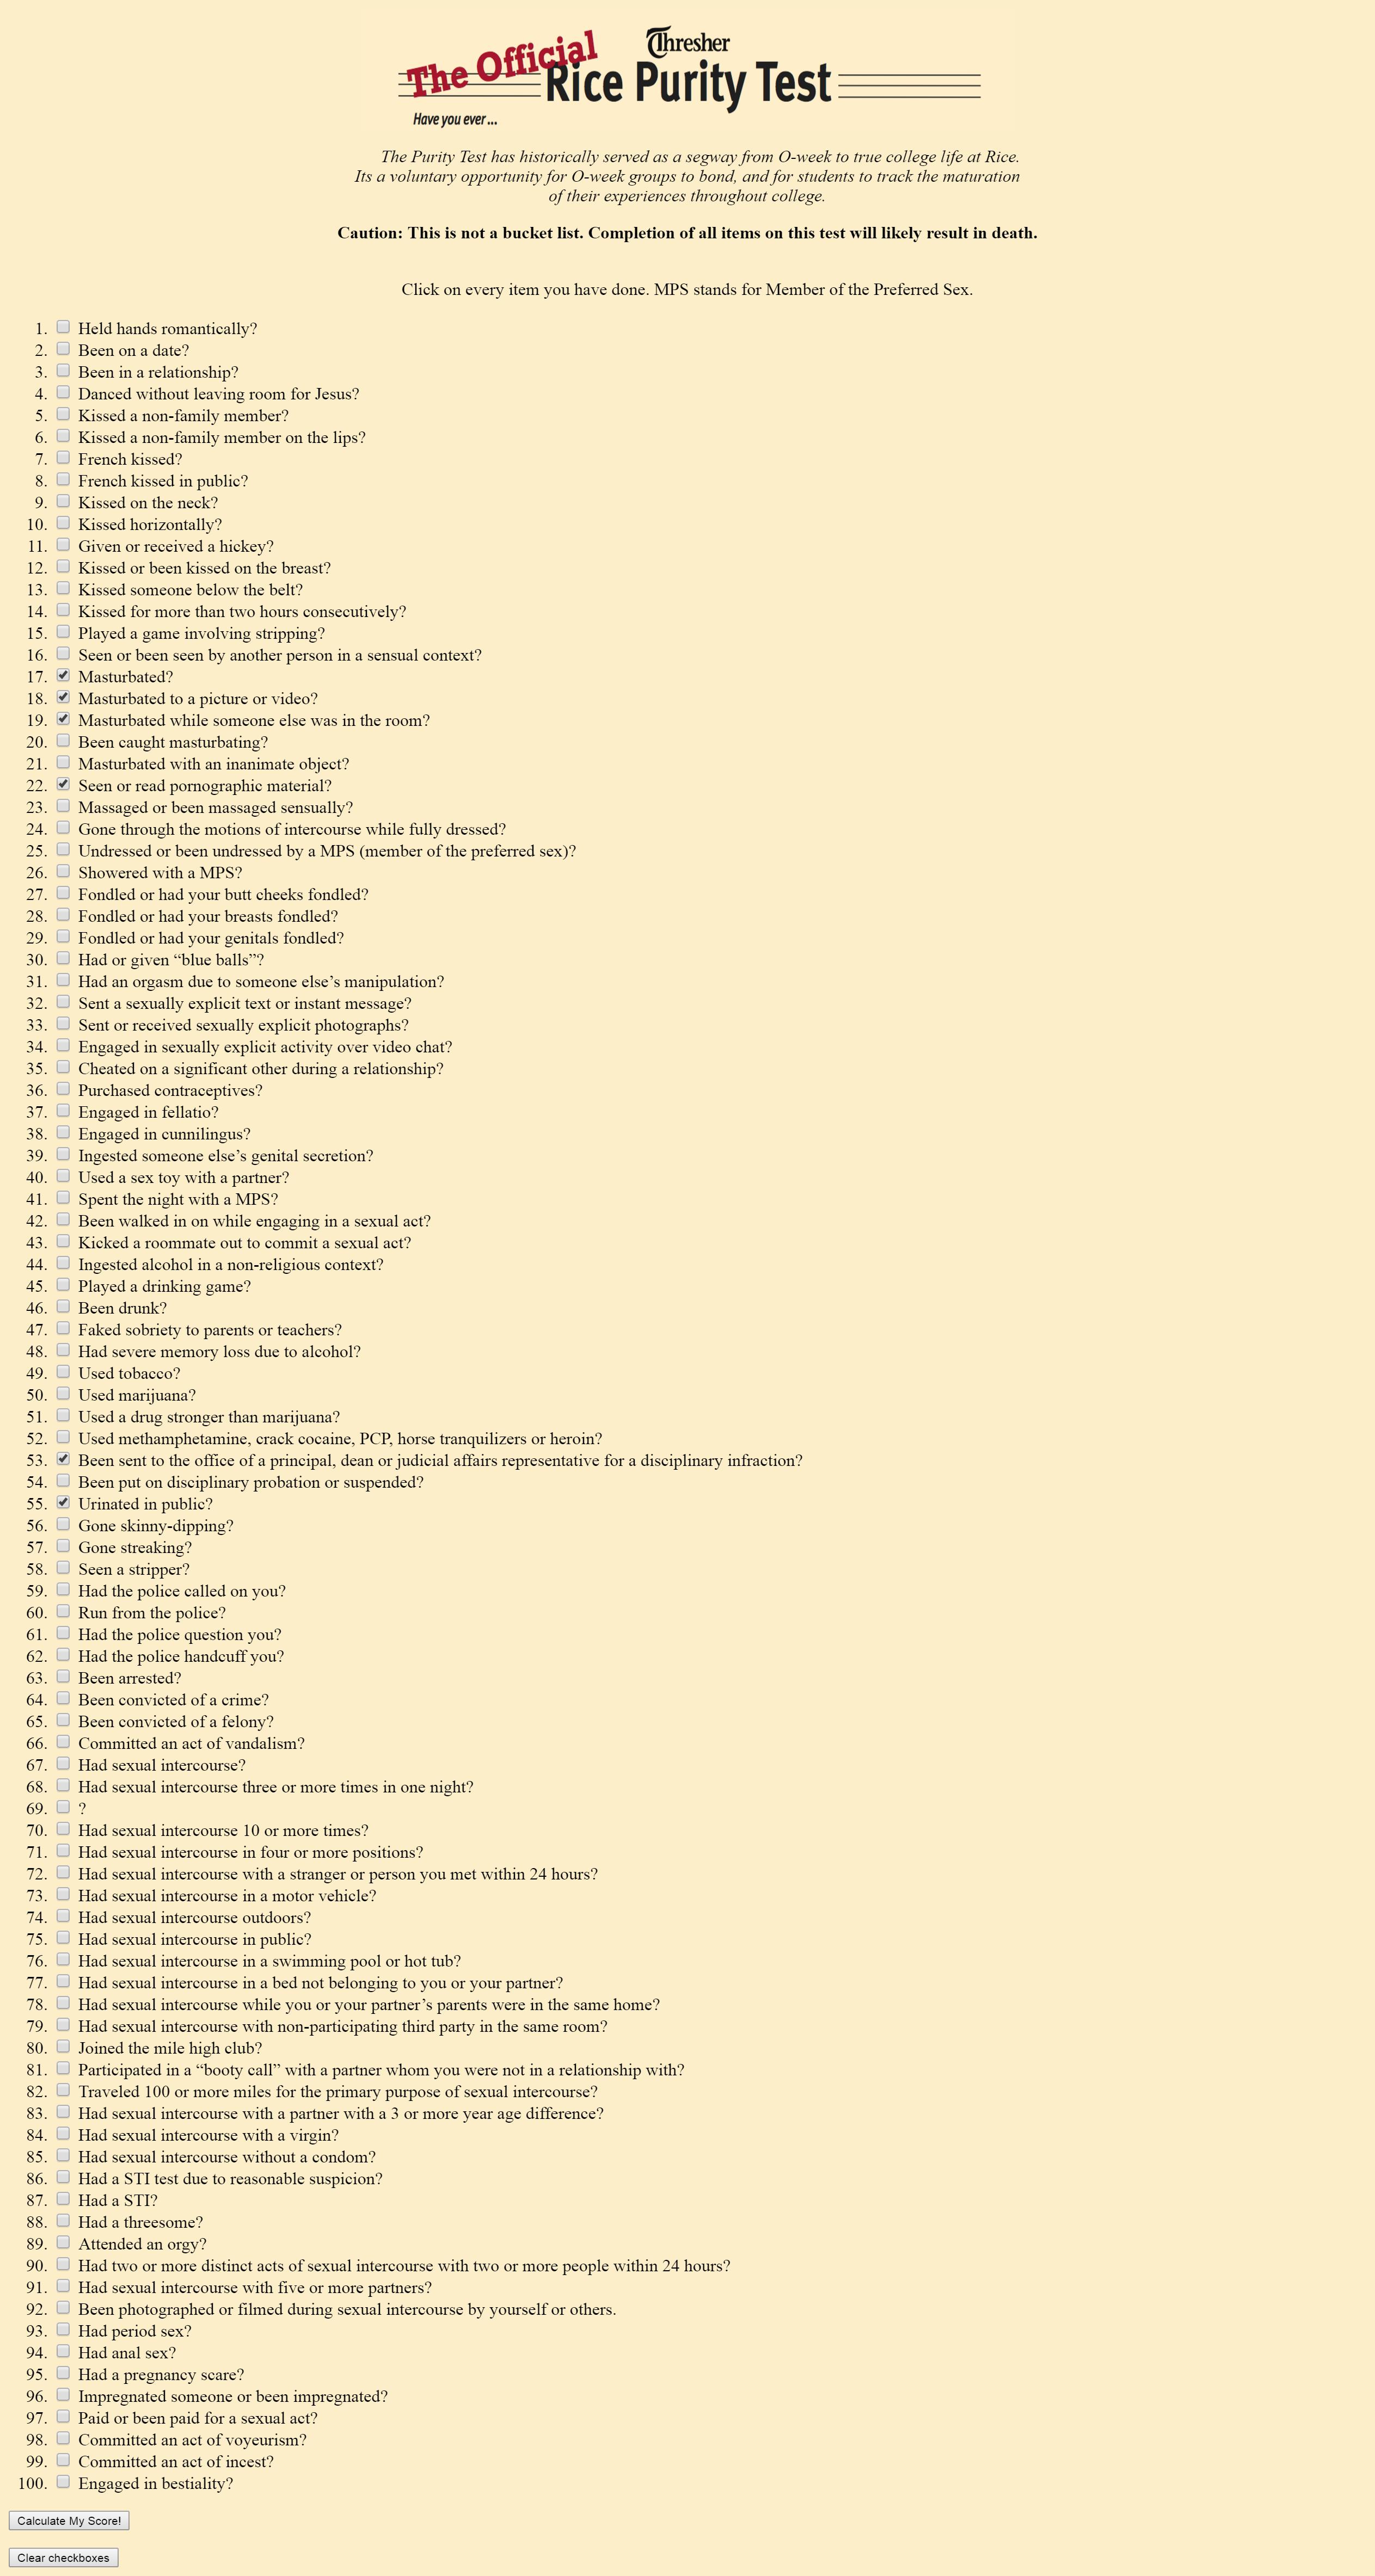 The Official
Thresher
Rice Purity Test
Have you ever ...
The Purity Test has historically served as a segway from O-week to true college life at Rice.
Its a voluntary opportunity for O-week groups to bond, and for students to track the maturation
of their experiences throughout college.
Caution: This is not a bucket list. Completion of all items on this test will likely result in death.
Click on every item you have done. MPS stands for Member of the Preferred Sex.
1. Held hands romantically?
2. Been on a date?
3. Been in a relationship?
4. Danced without leaving room for Jesus?
5. Kissed a non-family member?
6. Kissed a non-family member on the lips?
7. French kissed?
8. French kissed in public?
9. Kissed on the neck?
10. Kissed horizontally?
11. Given or received a hickey?
12. Kissed or been kissed on the breast?
13. Kissed someone below the belt?
14. Kissed for more than two hours consecutively?
15. Played a game involving stripping?
16. Seen or been seen by another person in a sensual context?
17. Masturbated?
18. Masturbated to a picture or video?
19. Masturbated while someone else was in the room?
20. Been caught masturbating?
21. Masturbated with an inanimate object?
22. Seen or read pornographic material?
23. Massaged or been massaged sensually?
24. Gone through the motions of intercourse while fully dressed?
25. Undressed or been undressed by a MPS (member of the preferred sex)?
26. Showered with a MPS?
27. Fondled or had your butt cheeks fondled?
28. Fondled or had your breasts fondled?
29. Fondled or had your genitals fondled?
30. Had or given “blue balls”?
31. Had an orgasm due to someone else’s manipulation?
32. Sent a sexually explicit text or instant message?
33. Sent or received sexually explicit photographs?
34. Engaged in sexually explicit activity over video chat?
35. Cheated on a significant other during a relationship?
36. Purchased contraceptives?
37. Engaged in fellatio?
38. Engaged in cunnilingus?
39. Ingested someone else’s genital secretion?
40. Used a sex toy with a partner?
41. Spent the night with a MPS?
42. Been walked in on while engaging in a sexual act?
43. Kicked a roommate out to commit a sexual act?
44. Ingested alcohol in a non-religious context?
45. Played a drinking game?
46. Been drunk?
47. Faked sobriety to parents or teachers?
48. Had severe memory loss due to alcohol?
49. Used tobacco?
50. Used marijuana?
51. Used a drug stronger than marijuana?
52. Used methamphetamine, crack cocaine, PCP, horse tranquilizers or heroin?
53. Been sent to the office of a principal, dean or judicial affairs representative for a disciplinary infraction?
54. Been put on disciplinary probation or suspended?
55. Urinated in public?
56. Gone skinny-dipping?
57. Gone streaking?
58. Seen a stripper?
59. Had the police called on you?
60. Run from the police?
61. Had the police question you?
62. Had the police handcuff you?
63. Been arrested?
64. Been convicted of a crime?
65. Been convicted of a felony?
66. Committed an act of vandalism?
67. Had sexual intercourse?
68. Had sexual intercourse three or more times in one night?
69. ?
70. Had sexual intercourse 10 or more times?
71. Had sexual intercourse in four or more positions?
72. Had sexual intercourse with a stranger or person you met within 24 hours?
73. Had sexual intercourse in a motor vehicle?
74. Had sexual intercourse outdoors?
75. Had sexual intercourse in public?
76. Had sexual intercourse in a swimming pool or hot tub?
77. Had sexual intercourse in a bed not belonging to you or your partner?
78. Had sexual intercourse while you or your partner’s parents were in the same home?
79. Had sexual intercourse with non-participating third party in the same room?
80. Joined the mile high club?
81. Participated in a “booty call” with a partner whom you were not in a relationship with?
82. Traveled 100 or more miles for the primary purpose of sexual intercourse?
83. Had sexual intercourse with a partner with a 3 or more year age difference?
84. Had sexual intercourse with a virgin?
85. Had sexual intercourse without a condom?
86. Had a STI test due to reasonable suspicion?
87. Had a STI?
88. Had a threesome?
89. Attended an orgy?
90. Had two or more distinct acts of sexual intercourse with two or more people within 24 hours?
91. Had sexual intercourse with five or more partners?
92. Been photographed or filmed during sexual intercourse by yourself or others.
93. Had period sex?
94. Had anal sex?
95. Had a pregnancy scare?
96. Impregnated someone or been impregnated?
97. Paid or been paid for a sexual act?
98. Committed an act of voyeurism?
99. Committed an act of incest?
100. Engaged in bestiality?
Calculate My Score!
Clear checkboxes